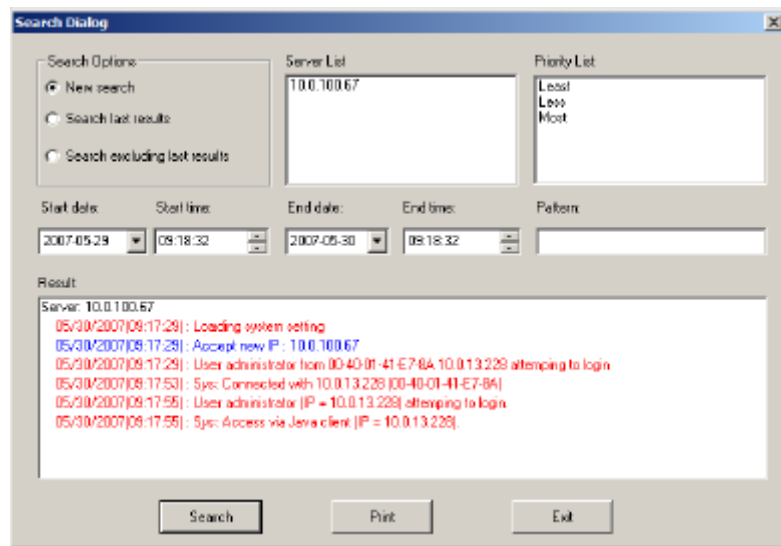 Search Dialog
Search Options
New search
Search last results
Search excluding last results
Server List
10.0.100.67
Priority List
Least
Less
Most
Start date:
Start time:
End date:
End time:
Pattern:
2007-05-29
09:18:32
2007-05-30
09:18:32
Result
Server: 10.0.100.67
05/30/2007(09:17:29) : Loading system setting
05/30/2007(09:17:29) : Accept new IP : 10.0.100.67
05/30/2007(09:17:29) : User administrator from 00-40-01-41-E7-8A 10.0.13.228 attemping to login
05/30/2007(09:17:53) : Sys: Connected with 10.0.13.228 (00-40-01-41-E7-8A)
05/30/2007(09:17:55) : User administrator (IP = 10.0.13.228) attemping to login.
05/30/2007(09:17:55) : Sys: Access via Java client (IP = 10.0.13.228).
Search
Print
Exit